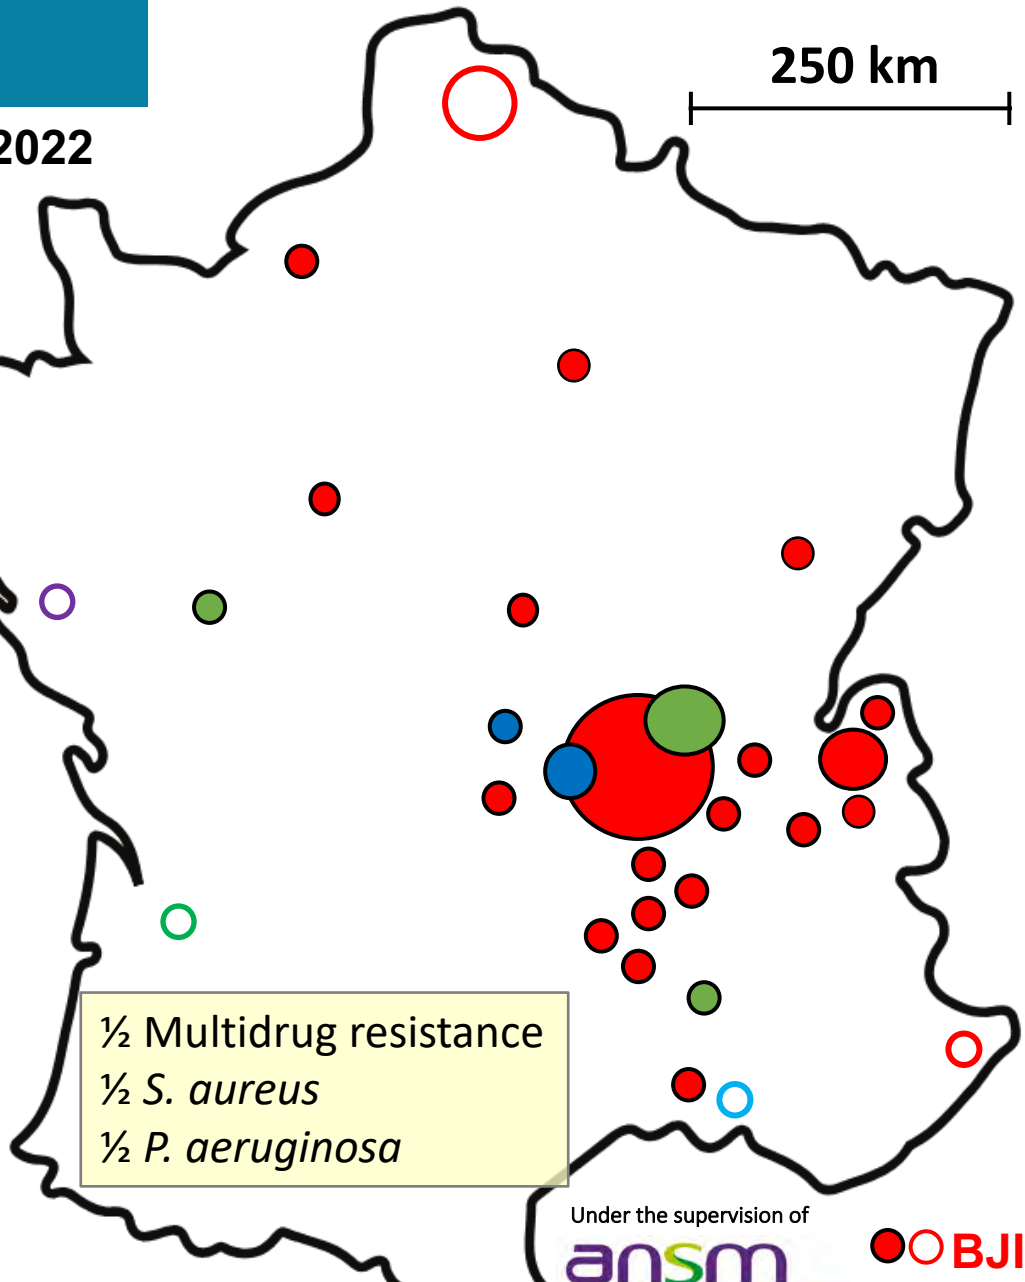 250 km
2022
½ Multidrug resistance
½ S. aureus
½ P. aeruginosa
Under the supervision of
ansm
BJI